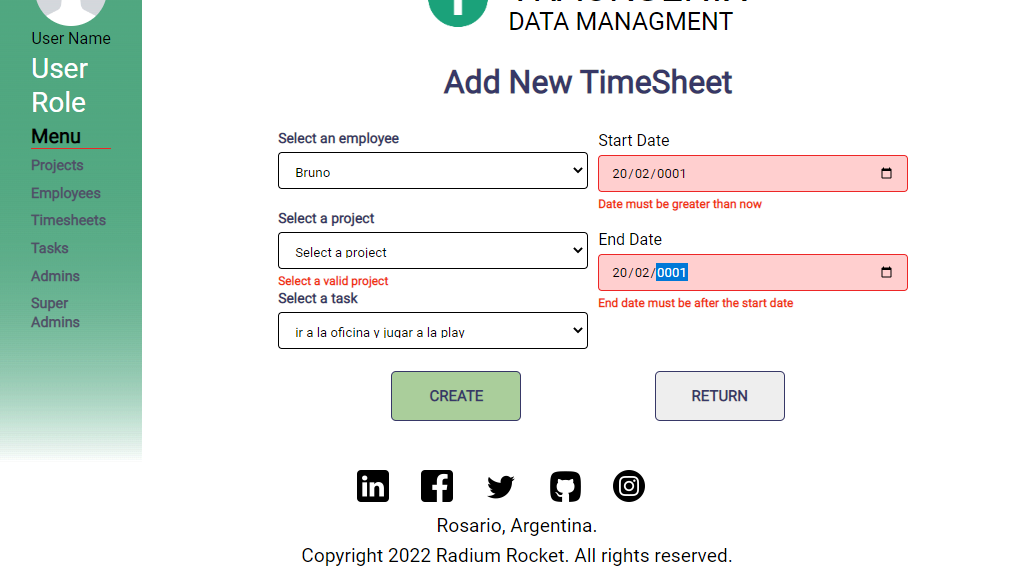 DATA MANAGMENT
User Name
User
Role
Menu
Projects
Employees
Timesheets
Tasks
Admins
Super
Admins
Add New TimeSheet
Select an employee
Bruno
Select a project
Select a project
Select a valid project
Select a task
ir a la oficina y jugar a la play
Start Date
20/02/0001
Date must be greater than now
End Date
20/02/0001
End date must be after the start date
CREATE
RETURN
Rosario, Argentina.
Copyright 2022 Radium Rocket. All rights reserved.